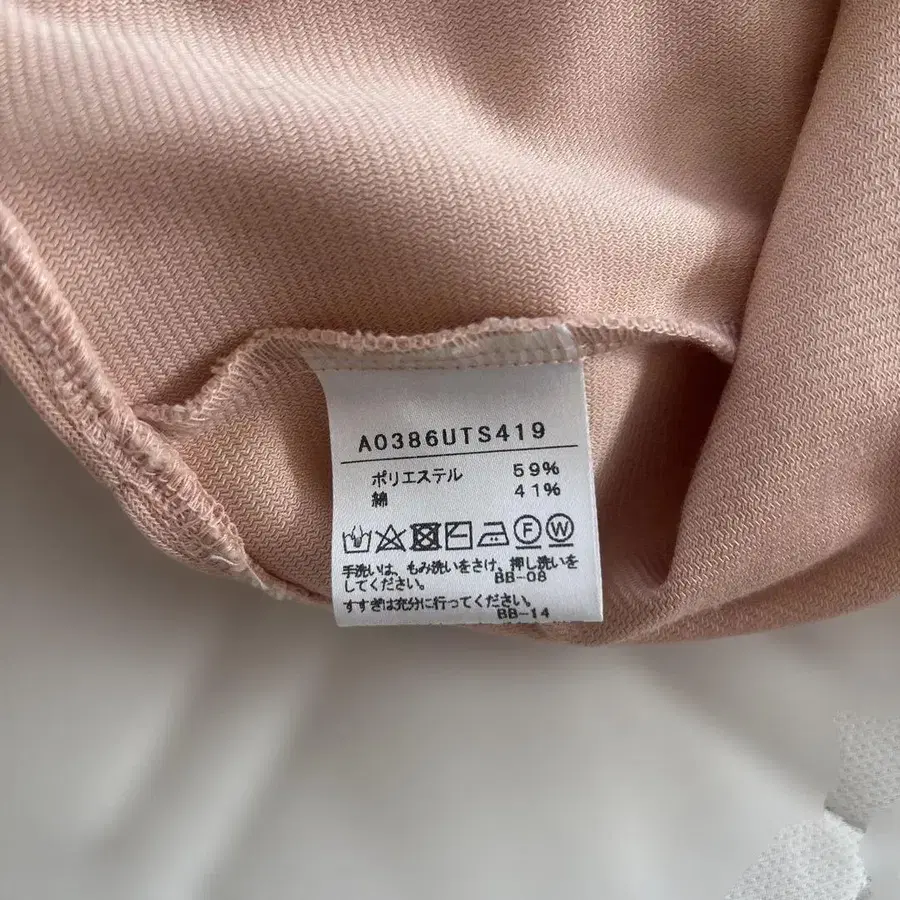 A0386UTS419
ポリエステル 59%
綿 41%
F W
手洗いは、もみ洗いをさけ、押し洗いを
してください。 BB-08
すすぎは充分に行ってください。
BB-14